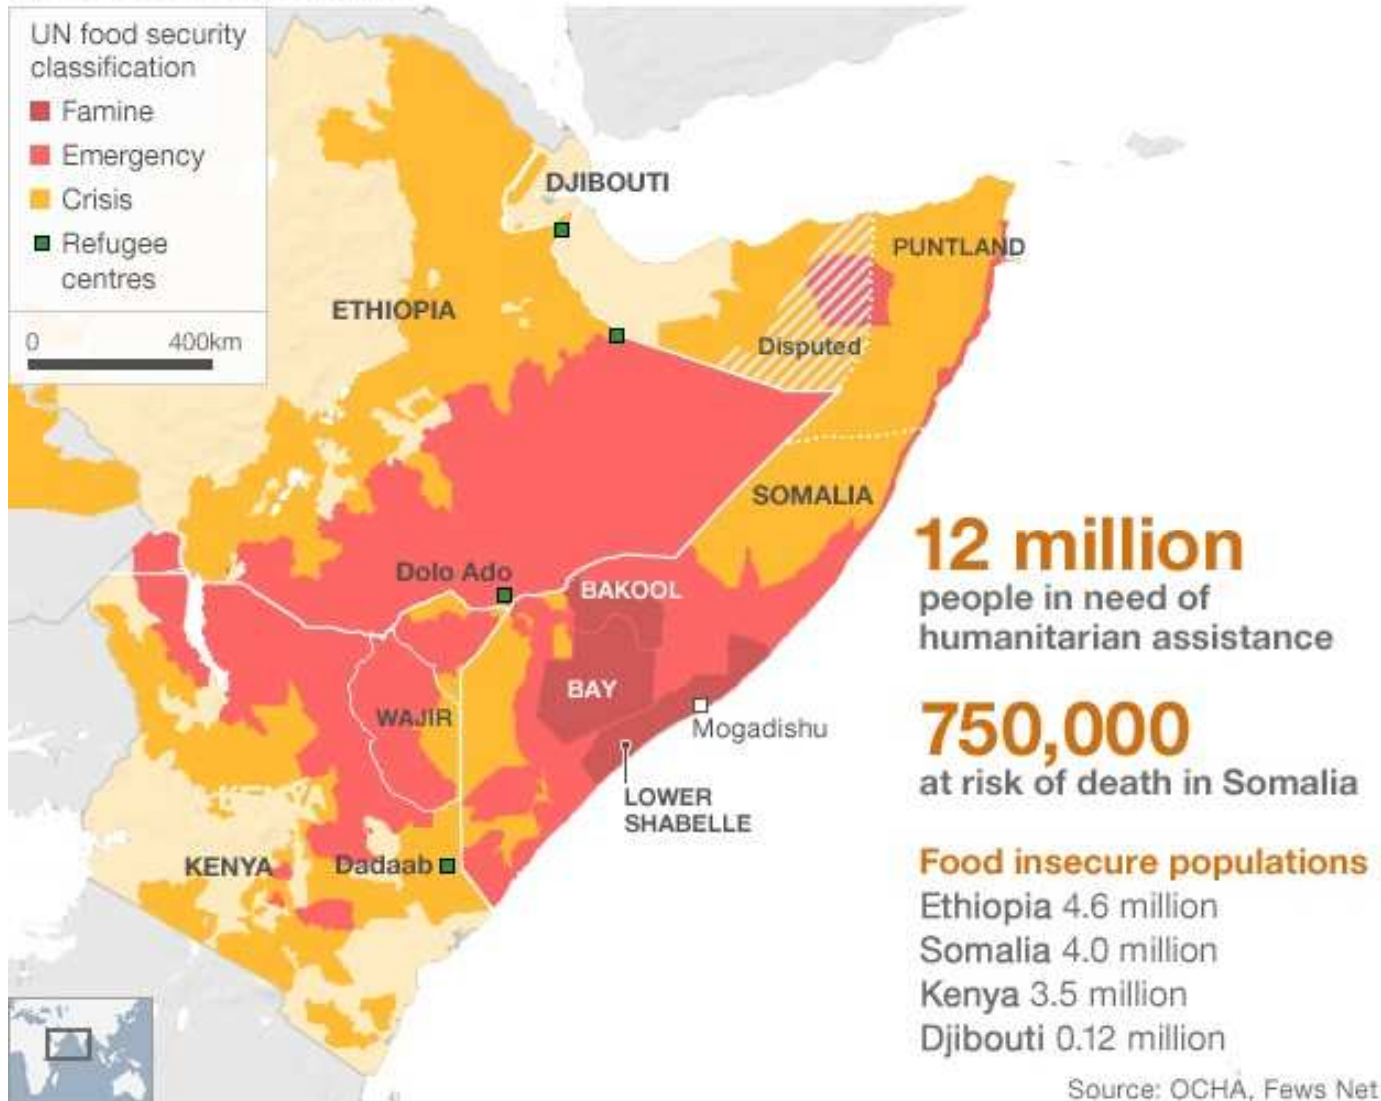 UN food security
classification
Famine
Emergency
Crisis
Refugee
centres
0 400km
DJIBOUTI
PUNTLAND
ETHIOPIA
Disputed
SOMALIA
Dolo Ado
BAKOOL
BAY
WAJIR
Mogadishu
LOWER
SHABELLE
KENYA
Dadaab
12 million
people in need of
humanitarian assistance
750,000
at risk of death in Somalia
Food insecure populations
Ethiopia 4.6 million
Somalia 4.0 million
Kenya 3.5 million
Djibouti 0.12 million
Source: OCHA, Fews Net